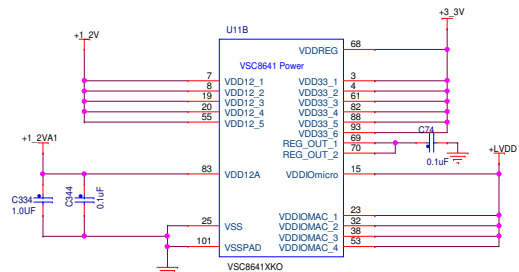 +3_3V
U11B
+1_2V
VDDREG 68
VSC8641 Power
7 VDD12_1 VDD33_1 3
8 VDD12_2 VDD33_2 4
19 VDD12_3 VDD33_3 61
20 VDD12_4 VDD33_4 82
55 VDD12_5 VDD33_5 88
VDD33_6 93
+1_2VA1
REG_OUT_1 69 C74
REG_OUT_2 70
0.1uF
+LVDD
83 VDD12A VDDIOmicro 15
C334
1.0UF
C344
0.1uF
25 VSS VDDIOMAC_1 23
VDDIOMAC_2 32
VDDIOMAC_3 38
101 VSSPAD VDDIOMAC_4 53
VSC8641XKO